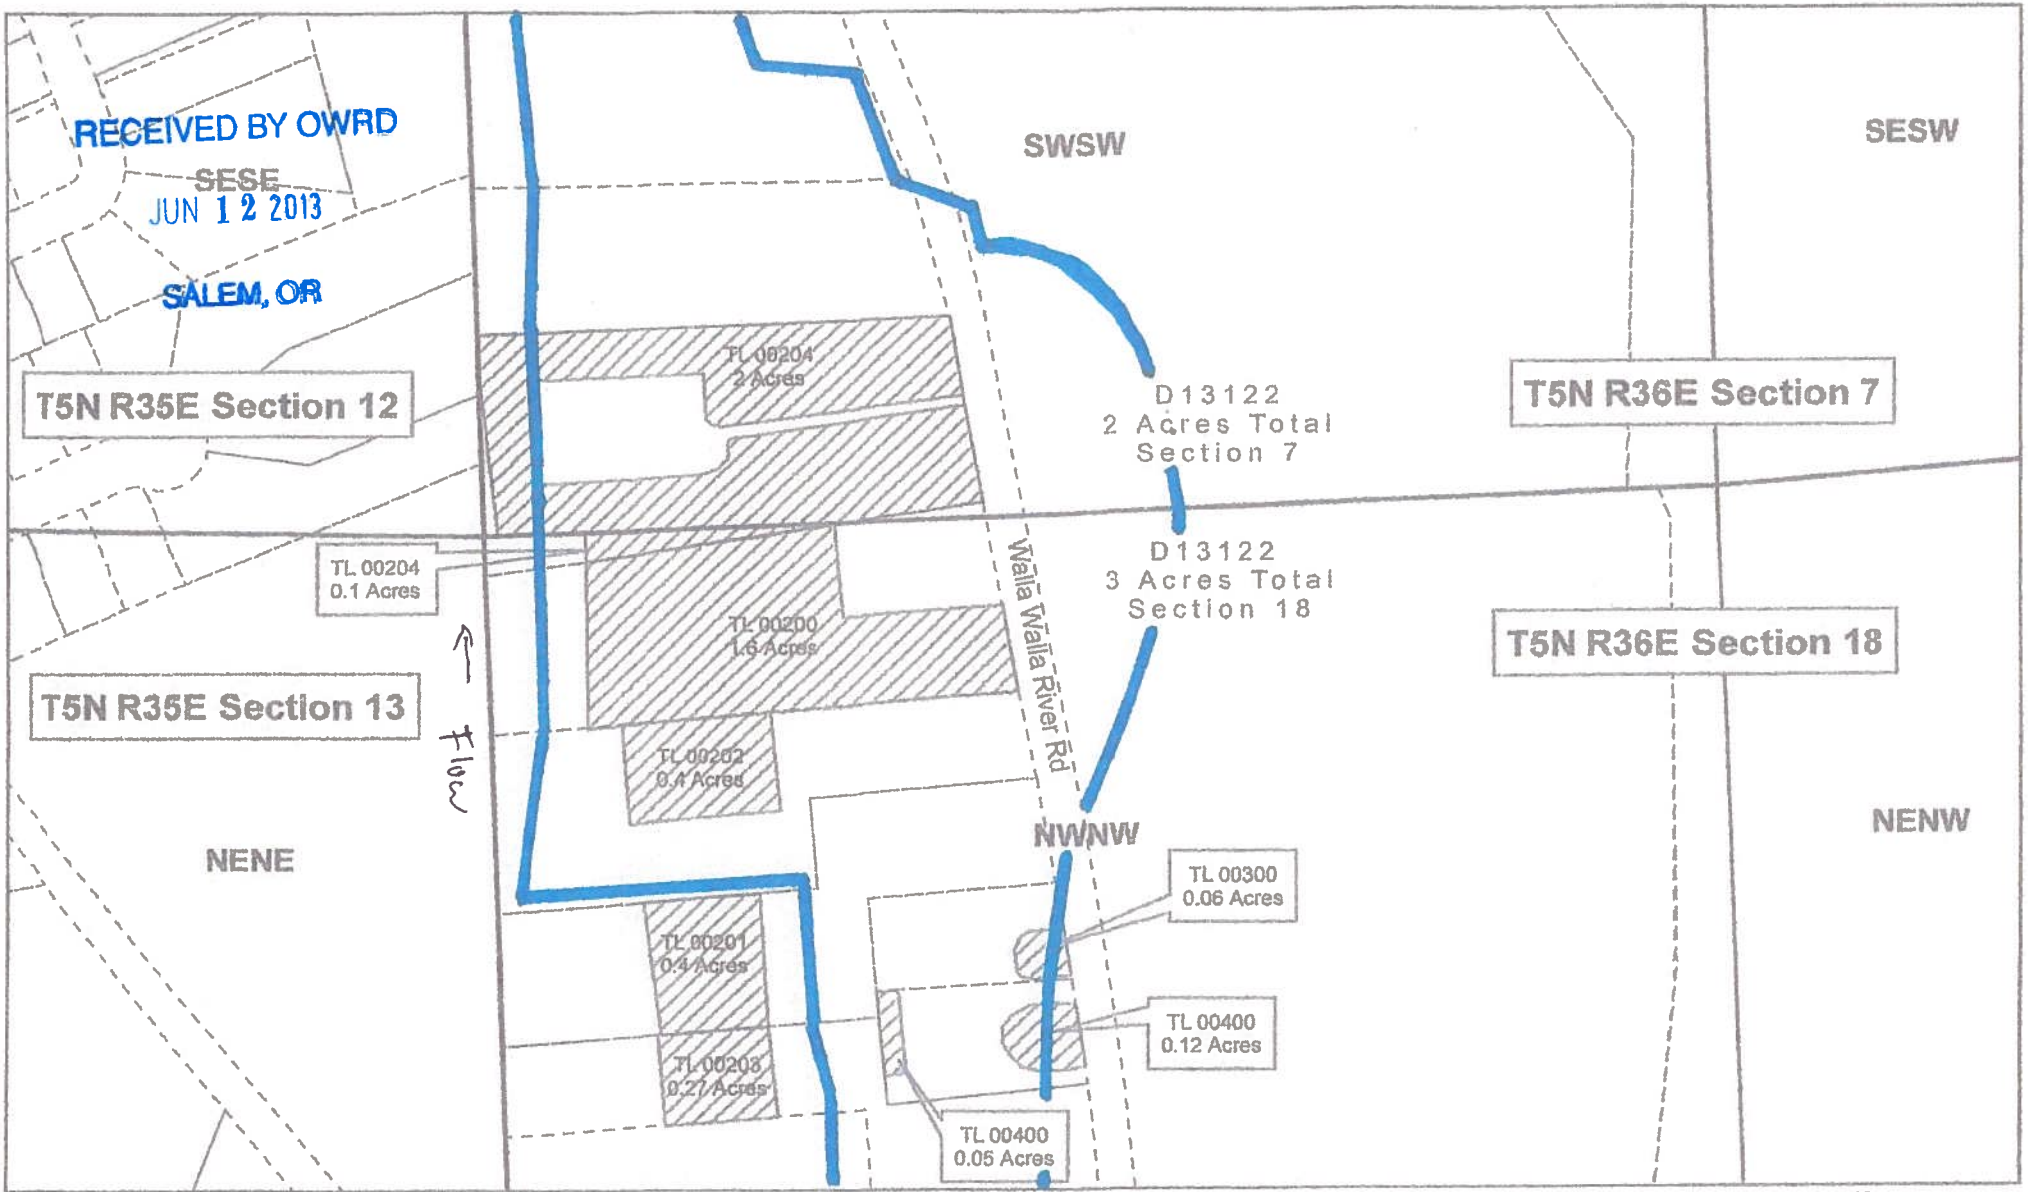 RECEIVED BY OWRD
SESE
JUN 12 2013
SALEM, OR
SWSW
SESW
TL 00204
2 Acres
T5N R35E Section 12
D13122
2 Acres Total
Section 7
T5N R36E Section 7
TL 00204
0.1 Acres
D13122
3 Acres Total
Section 18
Walla Walla River Rd
TL 00200
1.6 Acres
T5N R36E Section 18
T5N R35E Section 13
← Flow
TL 00202
0.4 Acres
NWNW
NENW
NENE
TL 00300
0.06 Acres
TL 00201
0.4 Acres
TL 00400
0.12 Acres
TL 00203
0.27 Acres
TL 00400
0.05 Acres